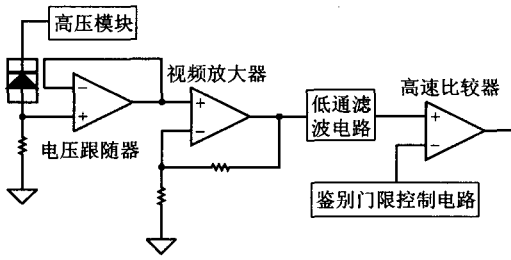 高压模块
视频放大器
高速比较器
低通滤
波电路
电压跟随器
鉴别门限控制电路